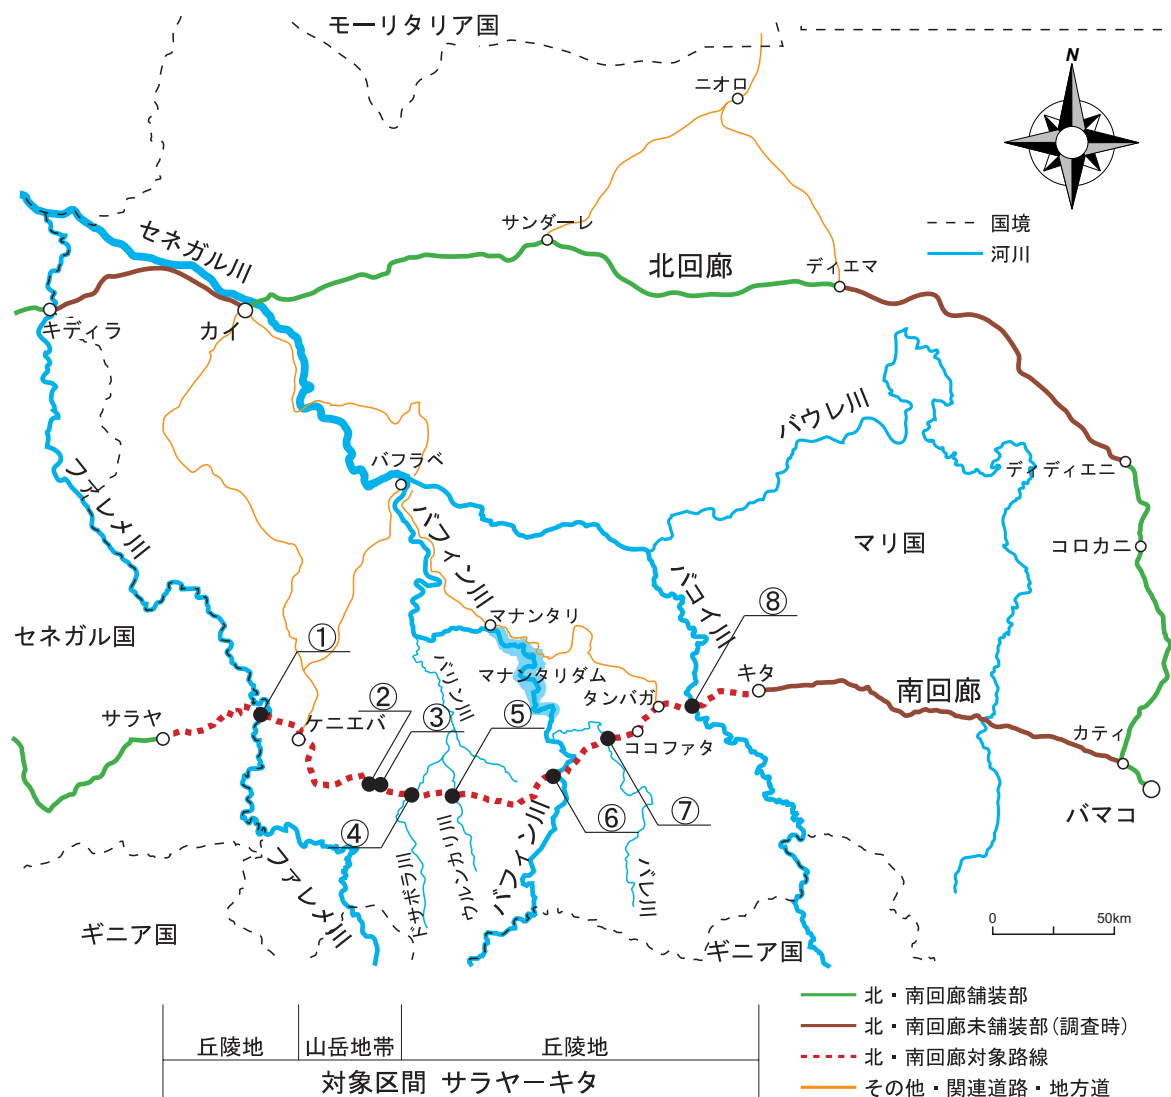 モーリタリア国
ニオロ
N
サンダーレ
国境
河川
セネガル川
北回廊
ディエマ
キディラ
カイ
バウレ川
ファレメ川
バフラベ
ディディエニ
バフィン川
マリ国
コロカニ
バコイ川
⑧
マナンタリ
セネガル国
①
バリン川
マナンタリダム
キタ
南回廊
タンバガ
サラヤ
②
③
⑤
ケニエバ
ココファタ
カティ
④
⑥
⑦
バマコ
ドサボラ川
ウルンカリ川
バフィン川
バレ川
ファレメ川
ギニア国
ギニア国
0 50km
北・南回廊舗装部
北・南回廊未舗装部(調査時)
北・南回廊対象路線
その他・関連道路・地方道
丘陵地
山岳地帯
丘陵地
対象区間 サラヤーキタ